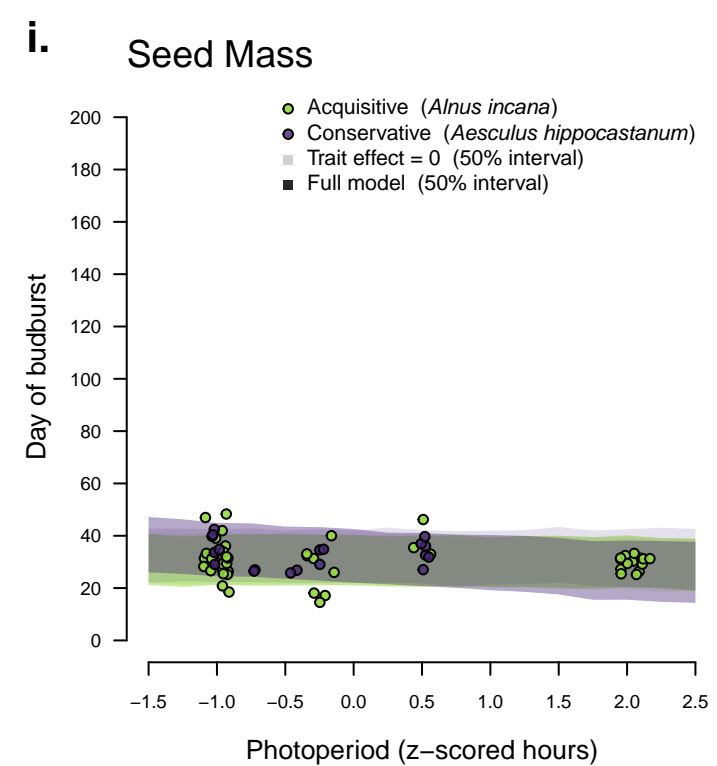 i.
Seed Mass
Acquisitive (Alnus incana)
Conservative (Aesculus hippocastanum)
Trait effect = 0 (50% interval)
Full model (50% interval)
200
180
160
140
120
100
80
60
40
20
0
Day of budburst
−1.5 −1.0 −0.5 0.0 0.5 1.0 1.5 2.0 2.5
Photoperiod (z−scored hours)